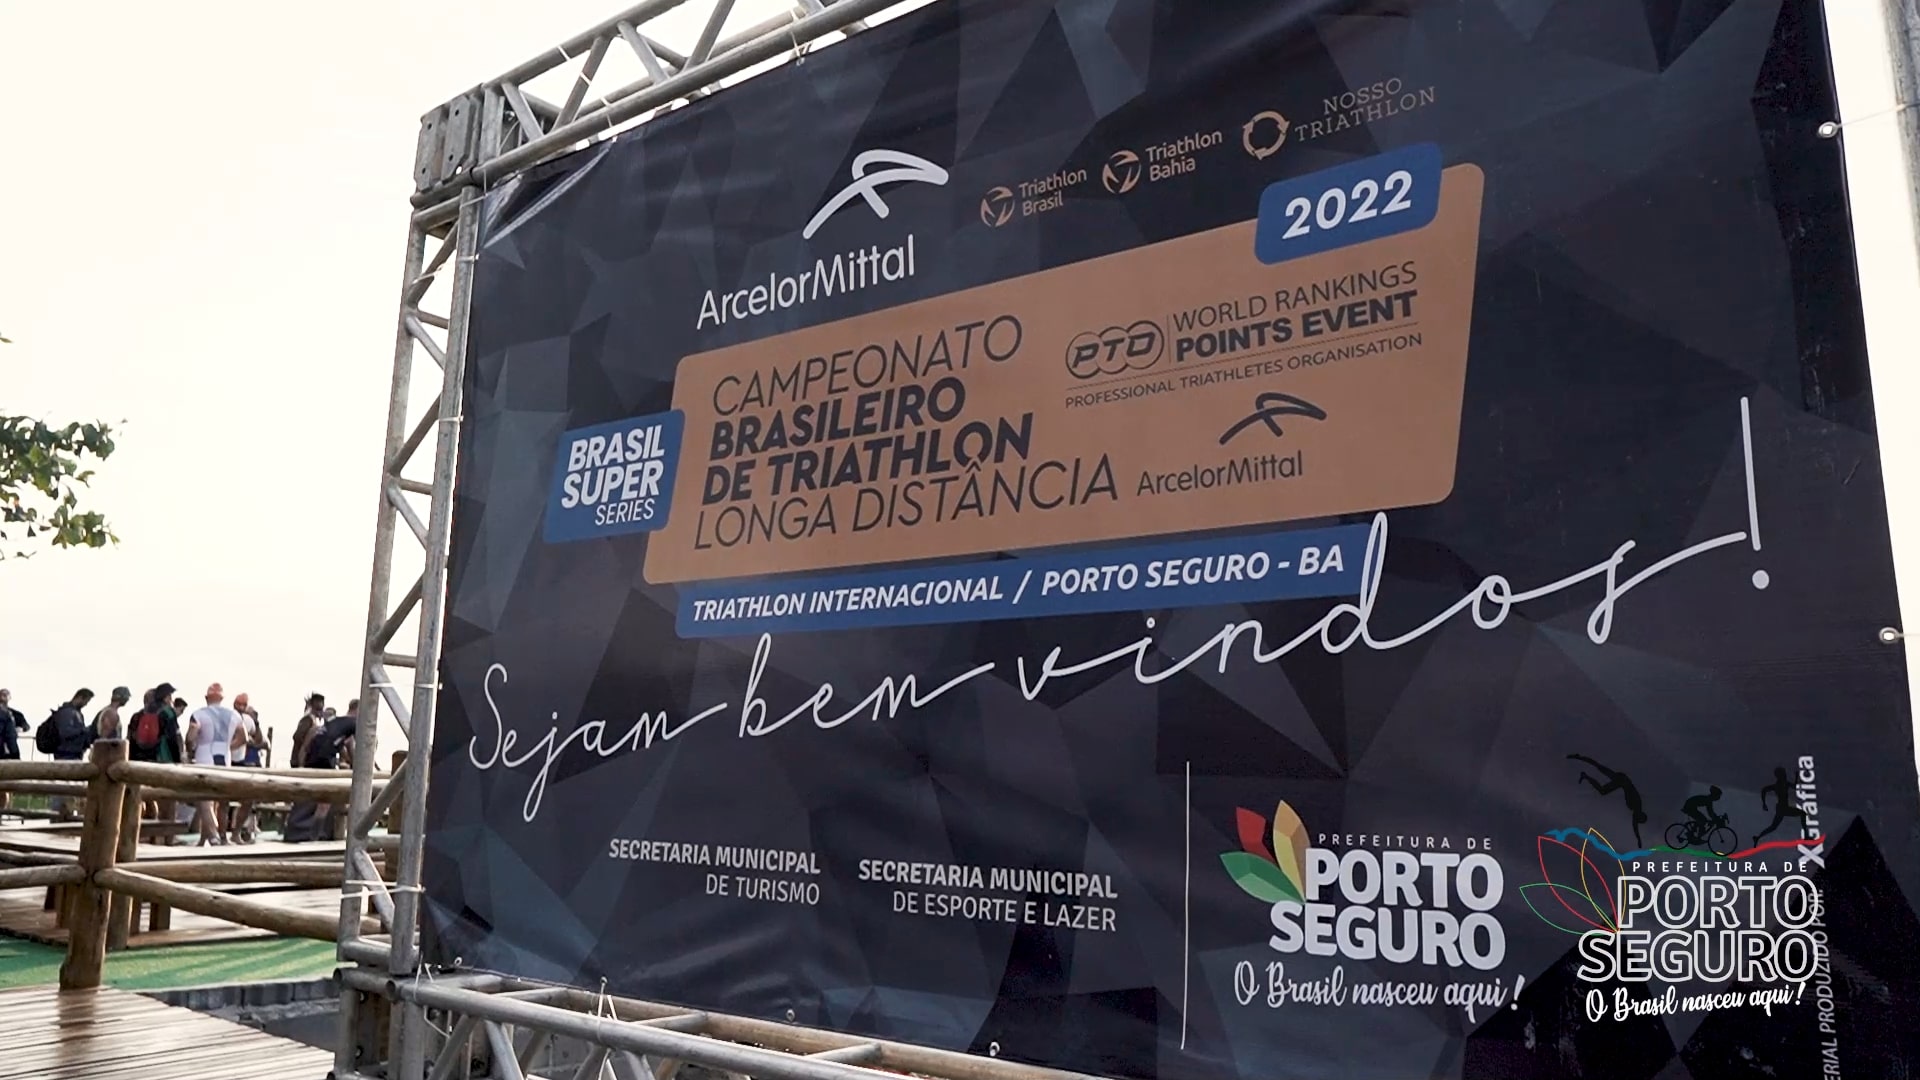 NOSSO
TRIATHLON
Triathlon
Bahia
Triathlon
Brasil
ArcelorMittal
2022
CAMPEONATO
BRASILEIRO
DE TRIATHLON
LONGA DISTÂNCIA
PTO
WORLD RANKINGS
POINTS EVENT
PROFESSIONAL TRIATHLETES ORGANISATION
ArcelorMittal
BRASIL
SUPER
SERIES
TRIATHLON INTERNACIONAL / PORTO SEGURO - BA
Sejam bem vindos!
SECRETARIA MUNICIPAL
DE TURISMO
SECRETARIA MUNICIPAL
DE ESPORTE E LAZER
PREFEITURA DE
PORTO
SEGURO
O Brasil nasceu aqui!
PREFEITURA DE
PORTO
SEGURO
O Brasil nasceu aqui!
PRODUZIDO POR: X Gráfica